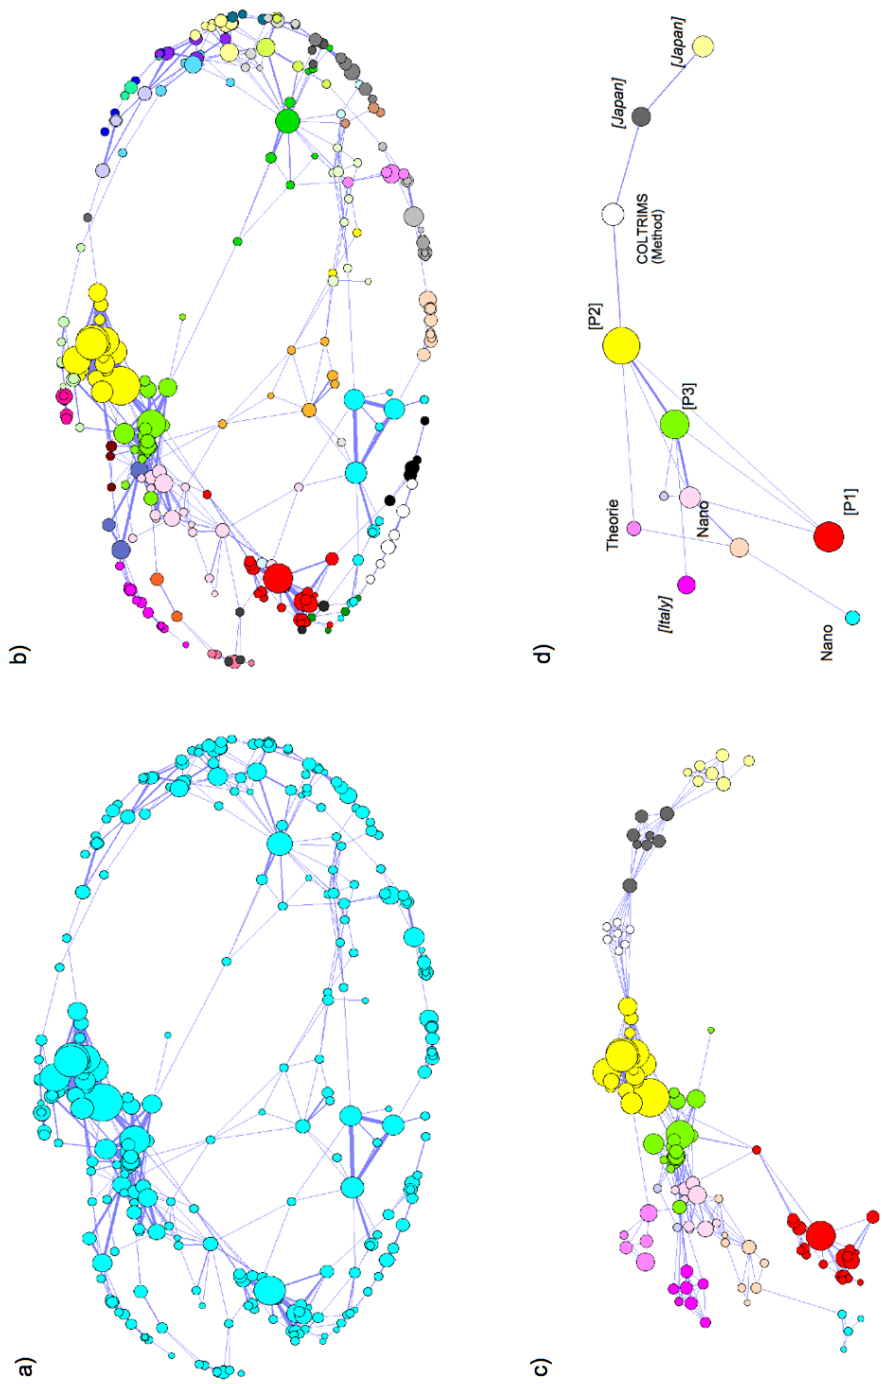 a)
b)
c)
d)
[Japan]
[Japan]
COLTRIMS
(Method)
[P2]
[P3]
Theorie
Nano
[P1]
[Italy]
Nano